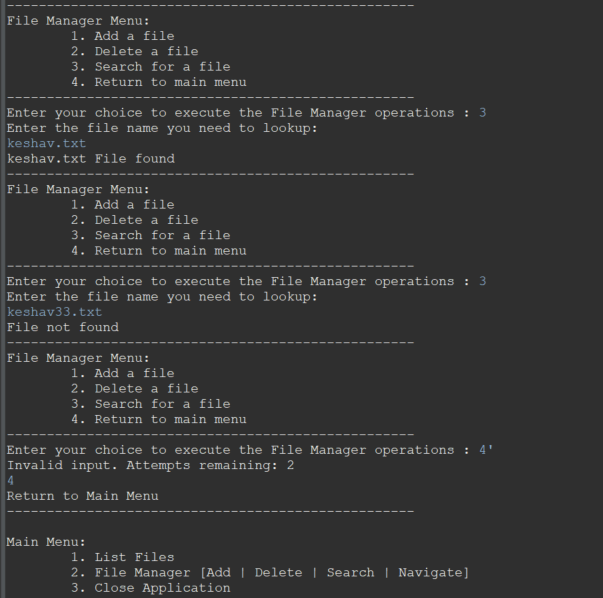 ---------------------------------------------------
File Manager Menu:
1. Add a file
2. Delete a file
3. Search for a file
4. Return to main menu
---------------------------------------------------
Enter your choice to execute the File Manager operations : 3
Enter the file name you need to lookup:
keshav.txt
keshav.txt File found
---------------------------------------------------
File Manager Menu:
1. Add a file
2. Delete a file
3. Search for a file
4. Return to main menu
---------------------------------------------------
Enter your choice to execute the File Manager operations : 3
Enter the file name you need to lookup:
keshav33.txt
File not found
---------------------------------------------------
File Manager Menu:
1. Add a file
2. Delete a file
3. Search for a file
4. Return to main menu
---------------------------------------------------
Enter your choice to execute the File Manager operations : 4'
Invalid input. Attempts remaining: 2
4
Return to Main Menu
---------------------------------------------------
Main Menu:
1. List Files
2. File Manager [Add | Delete | Search | Navigate]
3. Close Application